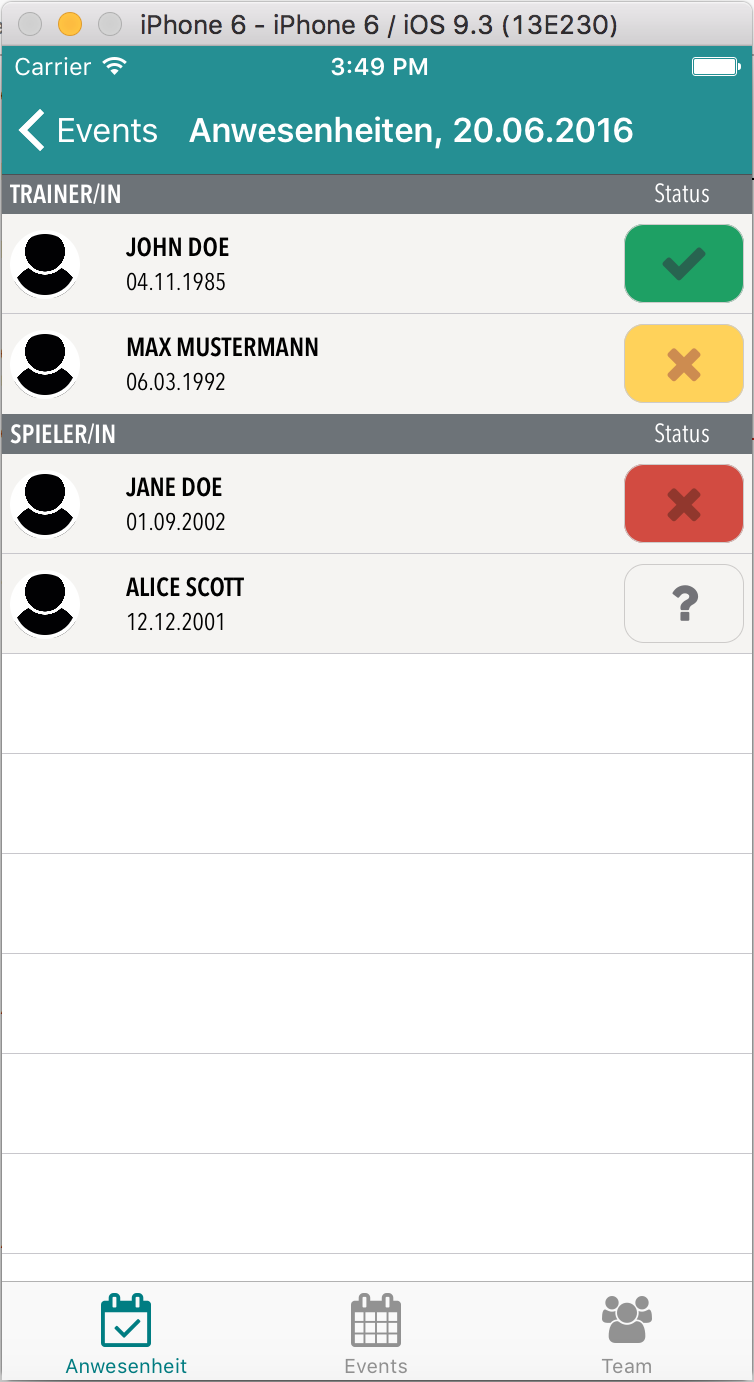 iPhone 6 - iPhone 6 / iOS 9.3 (13E230)
Carrier 3:49 PM
Events Anwesenheiten, 20.06.2016
TRAINER/IN Status
JOHN DOE
04.11.1985
MAX MUSTERMANN
06.03.1992
SPIELER/IN Status
JANE DOE
01.09.2002
ALICE SCOTT
12.12.2001
?
Anwesenheit Events Team